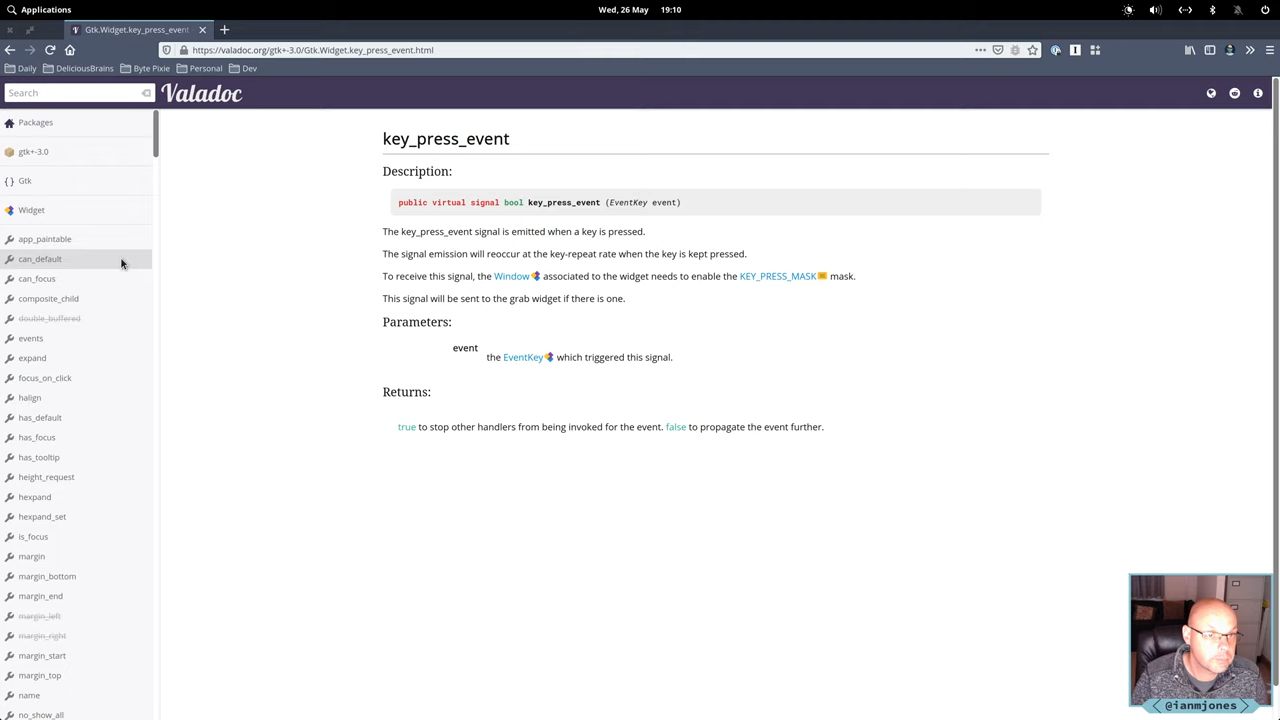 Applications
Wed, 26 May 19:10
Gtk.Widget.key_press_event
https://valadoc.org/gtk+-3.0/Gtk.Widget.key_press_event.html
Daily
DeliciousBrains
Byte Pixie
Personal
Dev
Search
Valadoc
Packages
gtk+-3.0
{} Gtk
Widget
app_paintable
can_default
can_focus
composite_child
double_buffered
events
expand
focus_on_click
halign
has_default
has_focus
has_tooltip
height_request
hexpand
hexpand_set
is_focus
margin
margin_bottom
margin_end
margin_left
margin_right
margin_start
margin_top
name
no_show_all
key_press_event
Description:
public virtual signal bool key_press_event (EventKey event)
The key_press_event signal is emitted when a key is pressed.
The signal emission will reoccur at the key-repeat rate when the key is kept pressed.
To receive this signal, the Window associated to the widget needs to enable the KEY_PRESS_MASK mask.
This signal will be sent to the grab widget if there is one.
Parameters:
event
the EventKey which triggered this signal.
Returns:
true to stop other handlers from being invoked for the event. false to propagate the event further.
@ianmjones